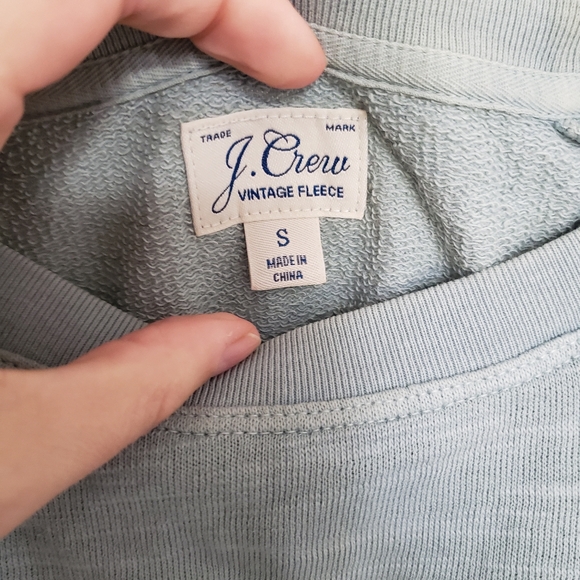 TRADE MARK
J. Crew
VINTAGE FLEECE
S
MADE IN
CHINA